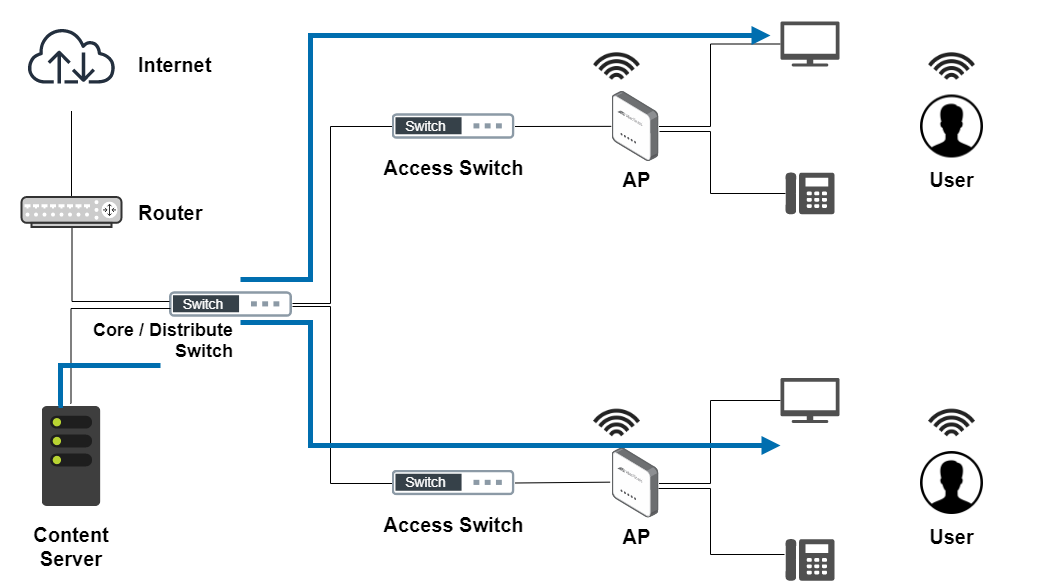 Internet
Switch
Access Switch
AP
User
Router
Switch
Core / Distribute
Switch
Switch
Access Switch
AP
User
Content
Server